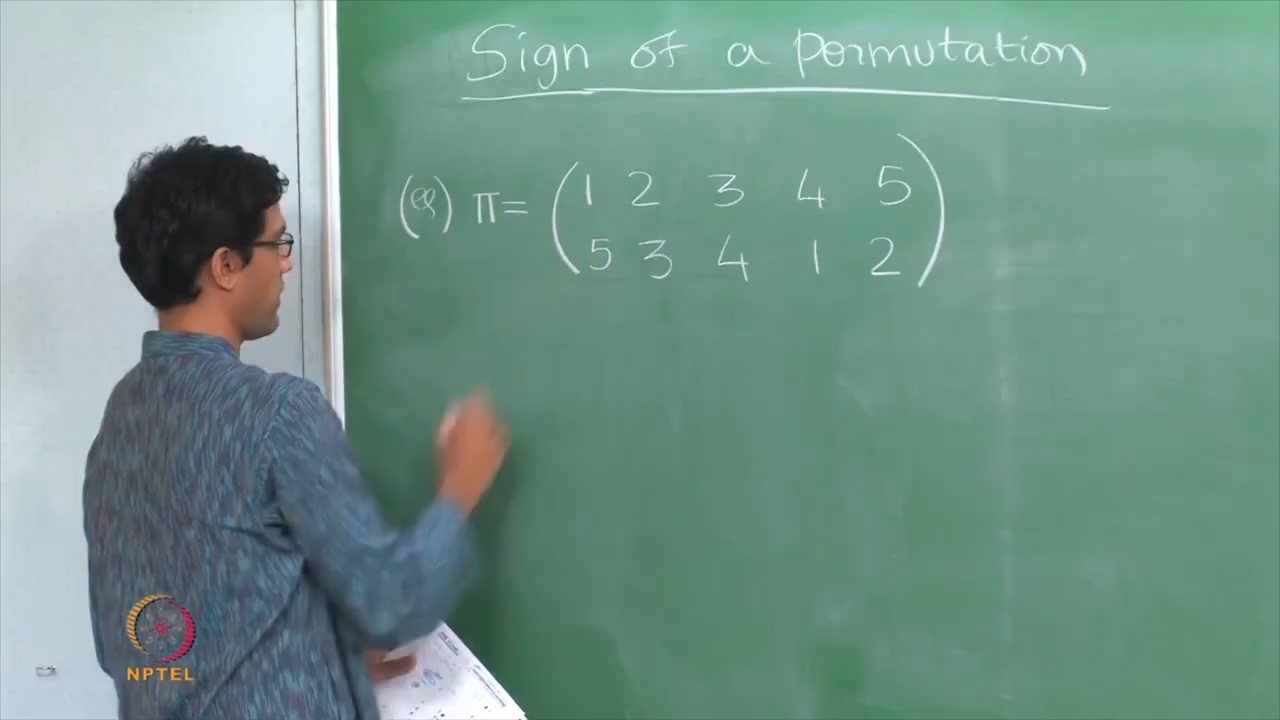 Sign of a permutation
(eg) π = (1 2 3 4 5
5 3 4 1 2)
NPTEL